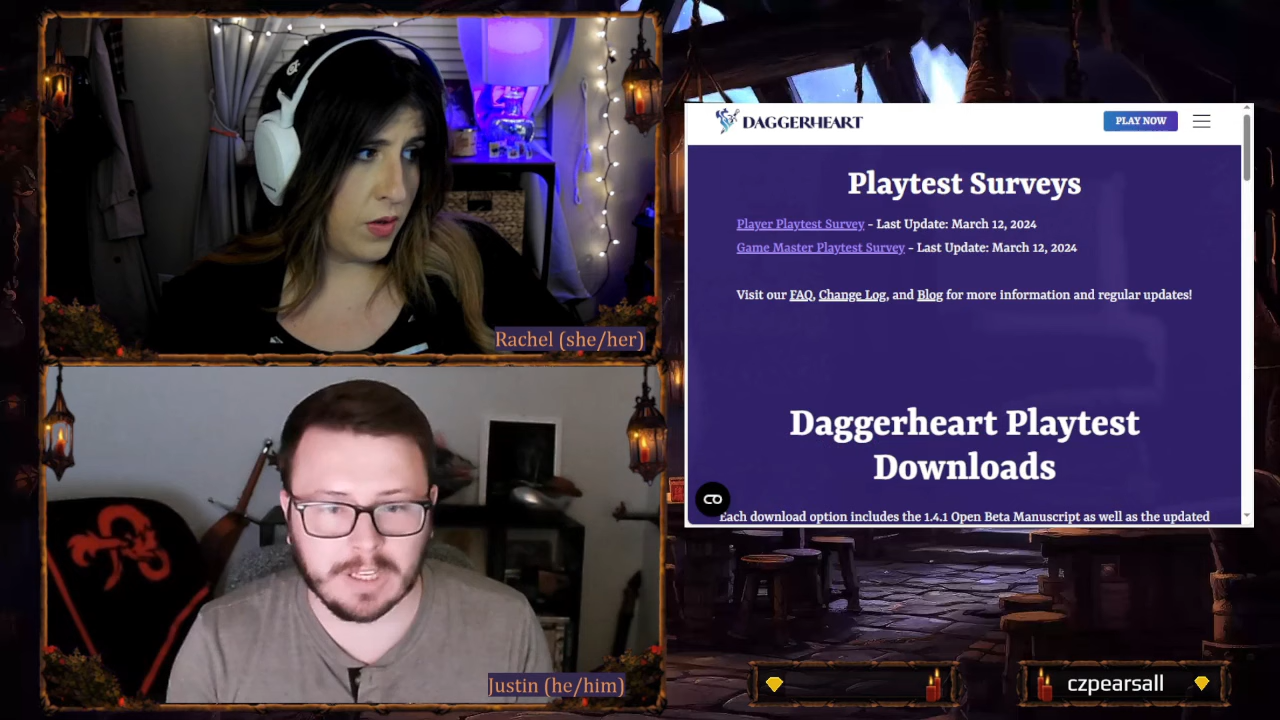 Rachel (she/her)
Justin (he/him)
DAGGERHEART
PLAY NOW
Playtest Surveys
Player Playtest Survey - Last Update: March 12, 2024
Game Master Playtest Survey - Last Update: March 12, 2024
Visit our FAQ, Change Log, and Blog for more information and regular updates!
Daggerheart Playtest
Downloads
Each download option includes the 1.4.1 Open Beta Manuscript as well as the updated
czpearsall